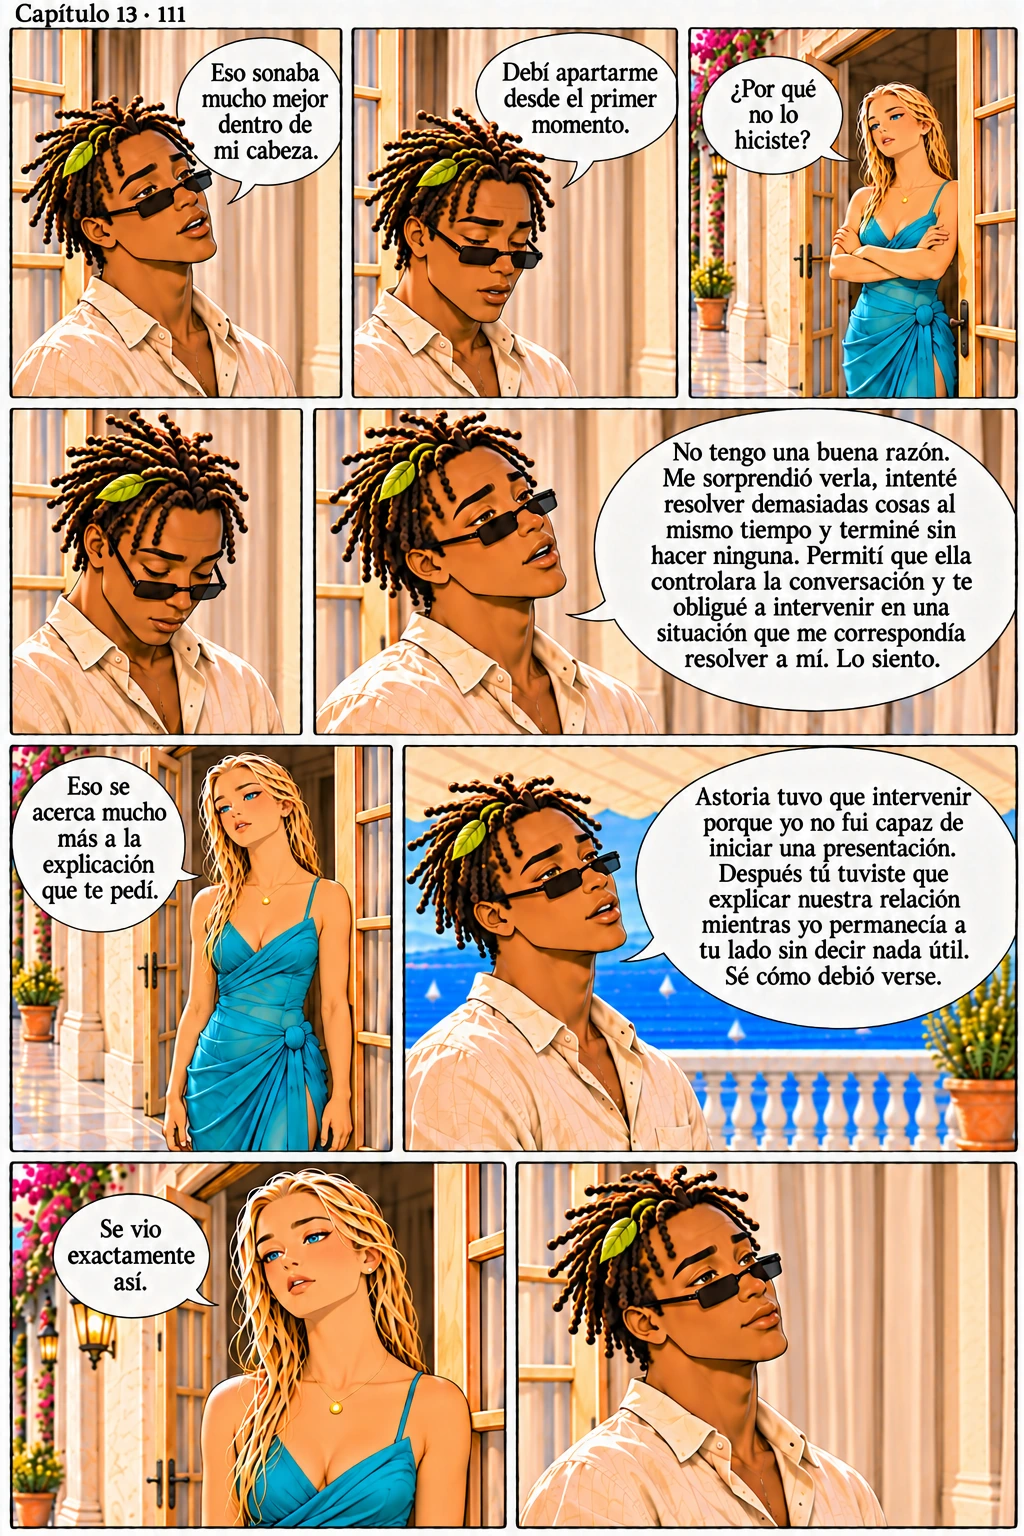 Capítulo 13 · 111
Eso sonaba
mucho mejor
dentro de
mi cabeza.
Debí apartarme
desde el primer
momento.
¿Por qué
no lo
hiciste?
No tengo una buena razón.
Me sorprendió verla, intenté
resolver demasiadas cosas al
mismo tiempo y terminé sin
hacer ninguna. Permití que ella
controlara la conversación y te
obligué a intervenir en una
situación que me correspondía
resolver a mí. Lo siento.
Eso se
acerca mucho
más a la
explicación
que te pedí.
Astoria tuvo que intervenir
porque yo no fui capaz de
iniciar una presentación.
Después tú tuviste que
explicar nuestra relación
mientras yo permanecía a
tu lado sin decir nada útil.
Sé cómo debió verse.
Se vio
exactamente
así.